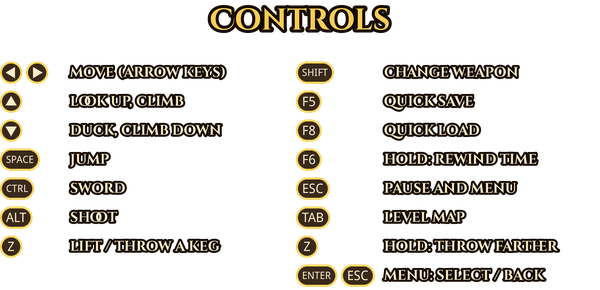 CONTROLS
MOVE (ARROW KEYS)
LOOK UP, CLIMB
DUCK, CLIMB DOWN
SPACE JUMP
CTRL SWORD
ALT SHOOT
Z LIFT / THROW A KEG
SHIFT CHANGE WEAPON
F5 QUICK SAVE
F8 QUICK LOAD
F6 HOLD: REWIND TIME
ESC PAUSE AND MENU
TAB LEVEL MAP
Z HOLD: THROW FARTHER
ENTER ESC MENU: SELECT / BACK